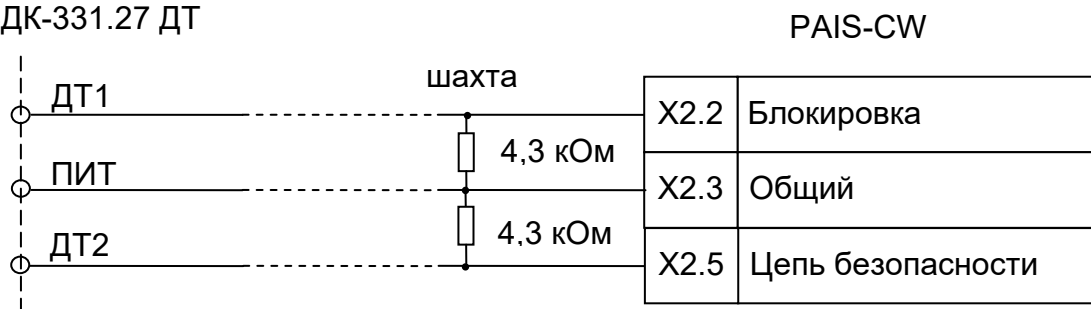 ДК-331.27 ДТ
PAIS-CW
шахта
ДТ1
X2.2 Блокировка
4,3 кОм
ПИТ
X2.3 Общий
4,3 кОм
ДТ2
X2.5 Цепь безопасности